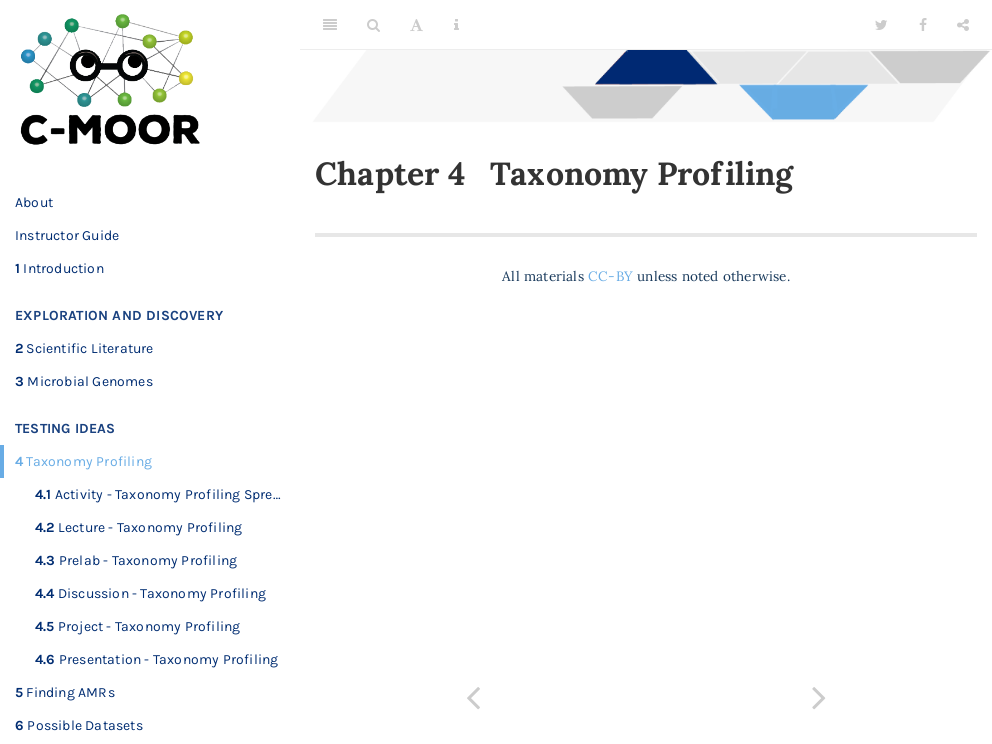 C-MOOR
About
Instructor Guide
1 Introduction
EXPLORATION AND DISCOVERY
2 Scientific Literature
3 Microbial Genomes
TESTING IDEAS
4 Taxonomy Profiling
4.1 Activity - Taxonomy Profiling Spre...
4.2 Lecture - Taxonomy Profiling
4.3 Prelab - Taxonomy Profiling
4.4 Discussion - Taxonomy Profiling
4.5 Project - Taxonomy Profiling
4.6 Presentation - Taxonomy Profiling
5 Finding AMRs
6 Possible Datasets
A
Chapter 4 Taxonomy Profiling
All materials CC-BY unless noted otherwise.